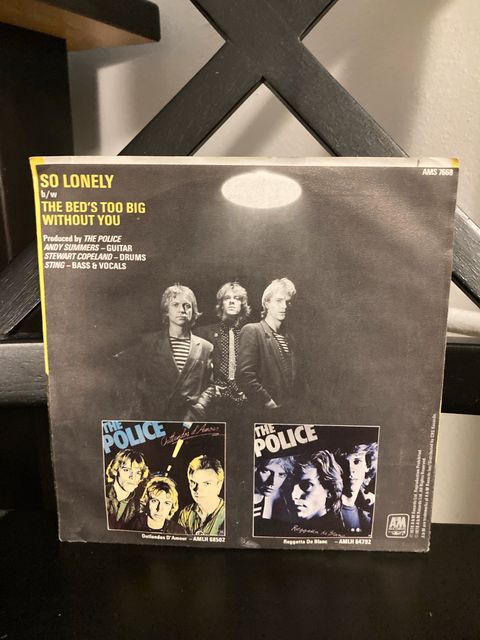 SO LONELY
b/w
THE BED'S TOO BIG
WITHOUT YOU
Produced by THE POLICE
ANDY SUMMERS – GUITAR
STEWART COPELAND – DRUMS
STING – BASS & VOCALS
AMS 7668
THE
POLICE
Outlandos d'Amour
Outlandos D'Amour – AMLH 68502
THE
POLICE
Reggatta de Blanc
Reggatta De Blanc – AMLH 64792
A&M
RECORDS